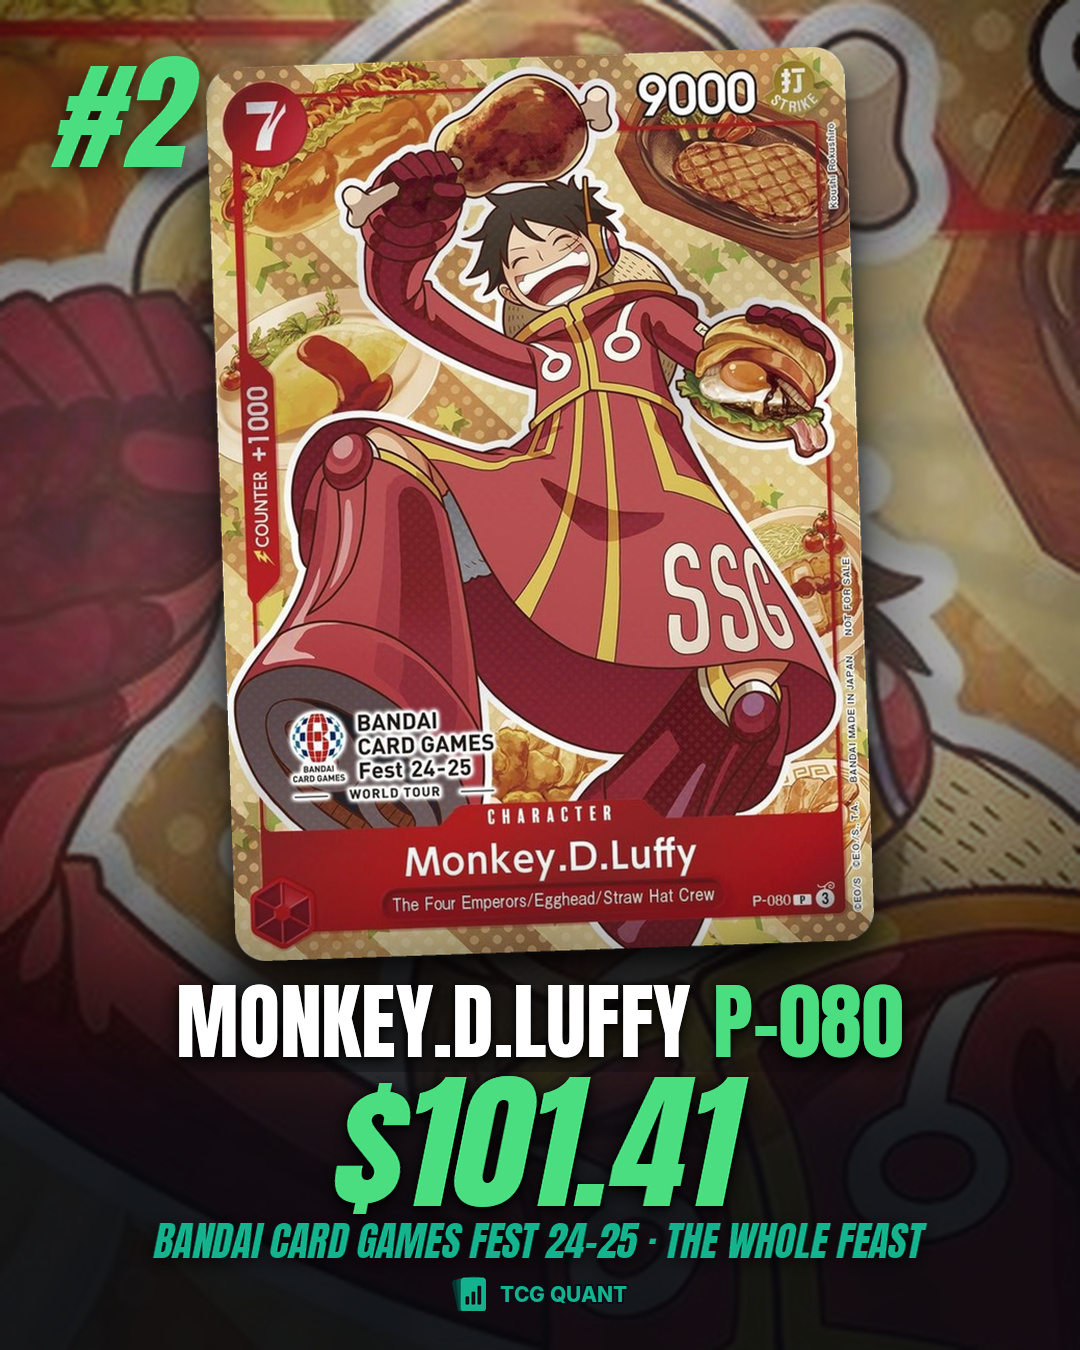 #2
7
9000
打
STRIKE
Koushi Rokushiro
COUNTER +1000
SSG
NOT FOR SALE
BANDAI MADE IN JAPAN
©E.O/S. ©E.O/S., T.A.
BANDAI
CARD GAMES
BANDAI
CARD GAMES
Fest 24-25
WORLD TOUR
CHARACTER
Monkey.D.Luffy
The Four Emperors/Egghead/Straw Hat Crew
P-080 P 3
MONKEY.D.LUFFY P-080
$101.41
BANDAI CARD GAMES FEST 24-25 · THE WHOLE FEAST
TCG QUANT